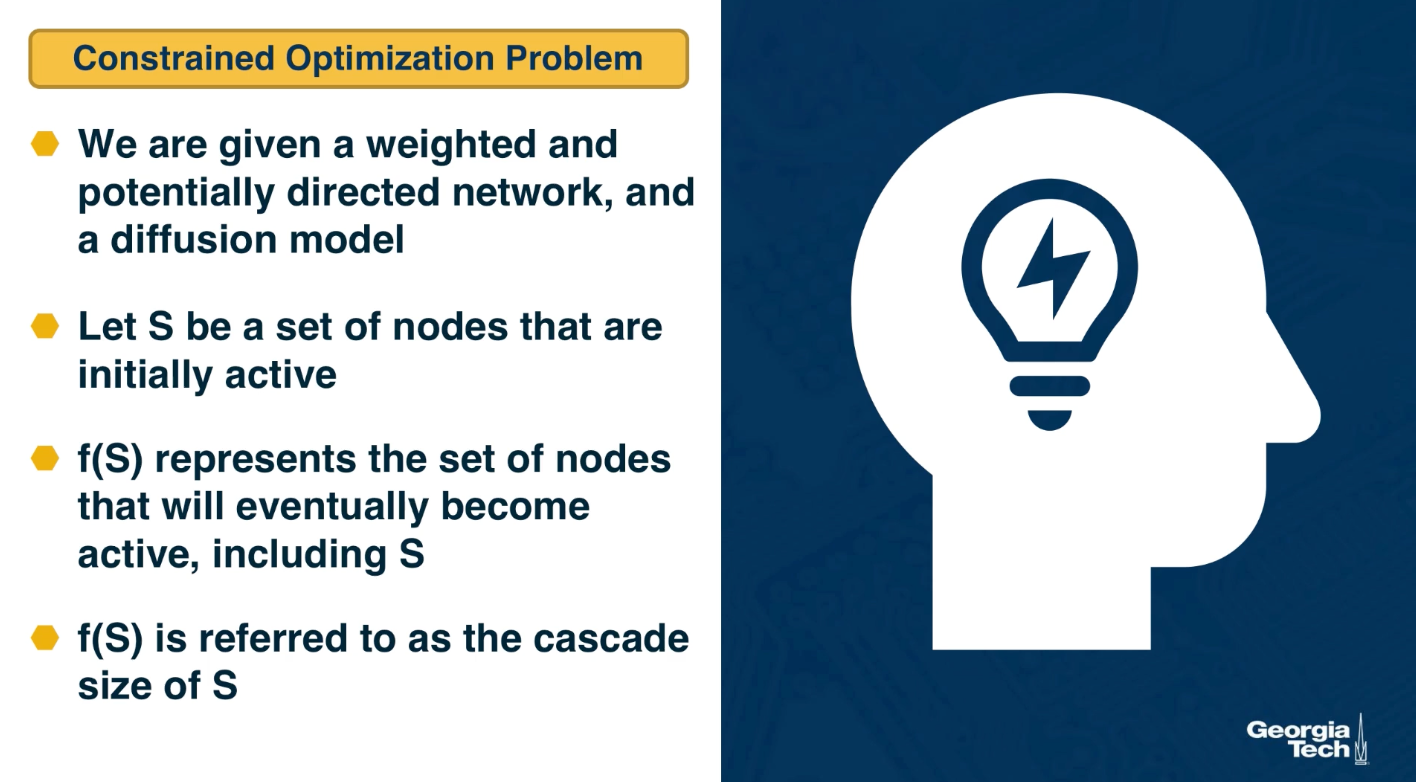 Constrained Optimization Problem
We are given a weighted and
potentially directed network, and
a diffusion model
Let S be a set of nodes that are
initially active
f(S) represents the set of nodes
that will eventually become
active, including S
f(S) is referred to as the cascade
size of S
Georgia
Tech